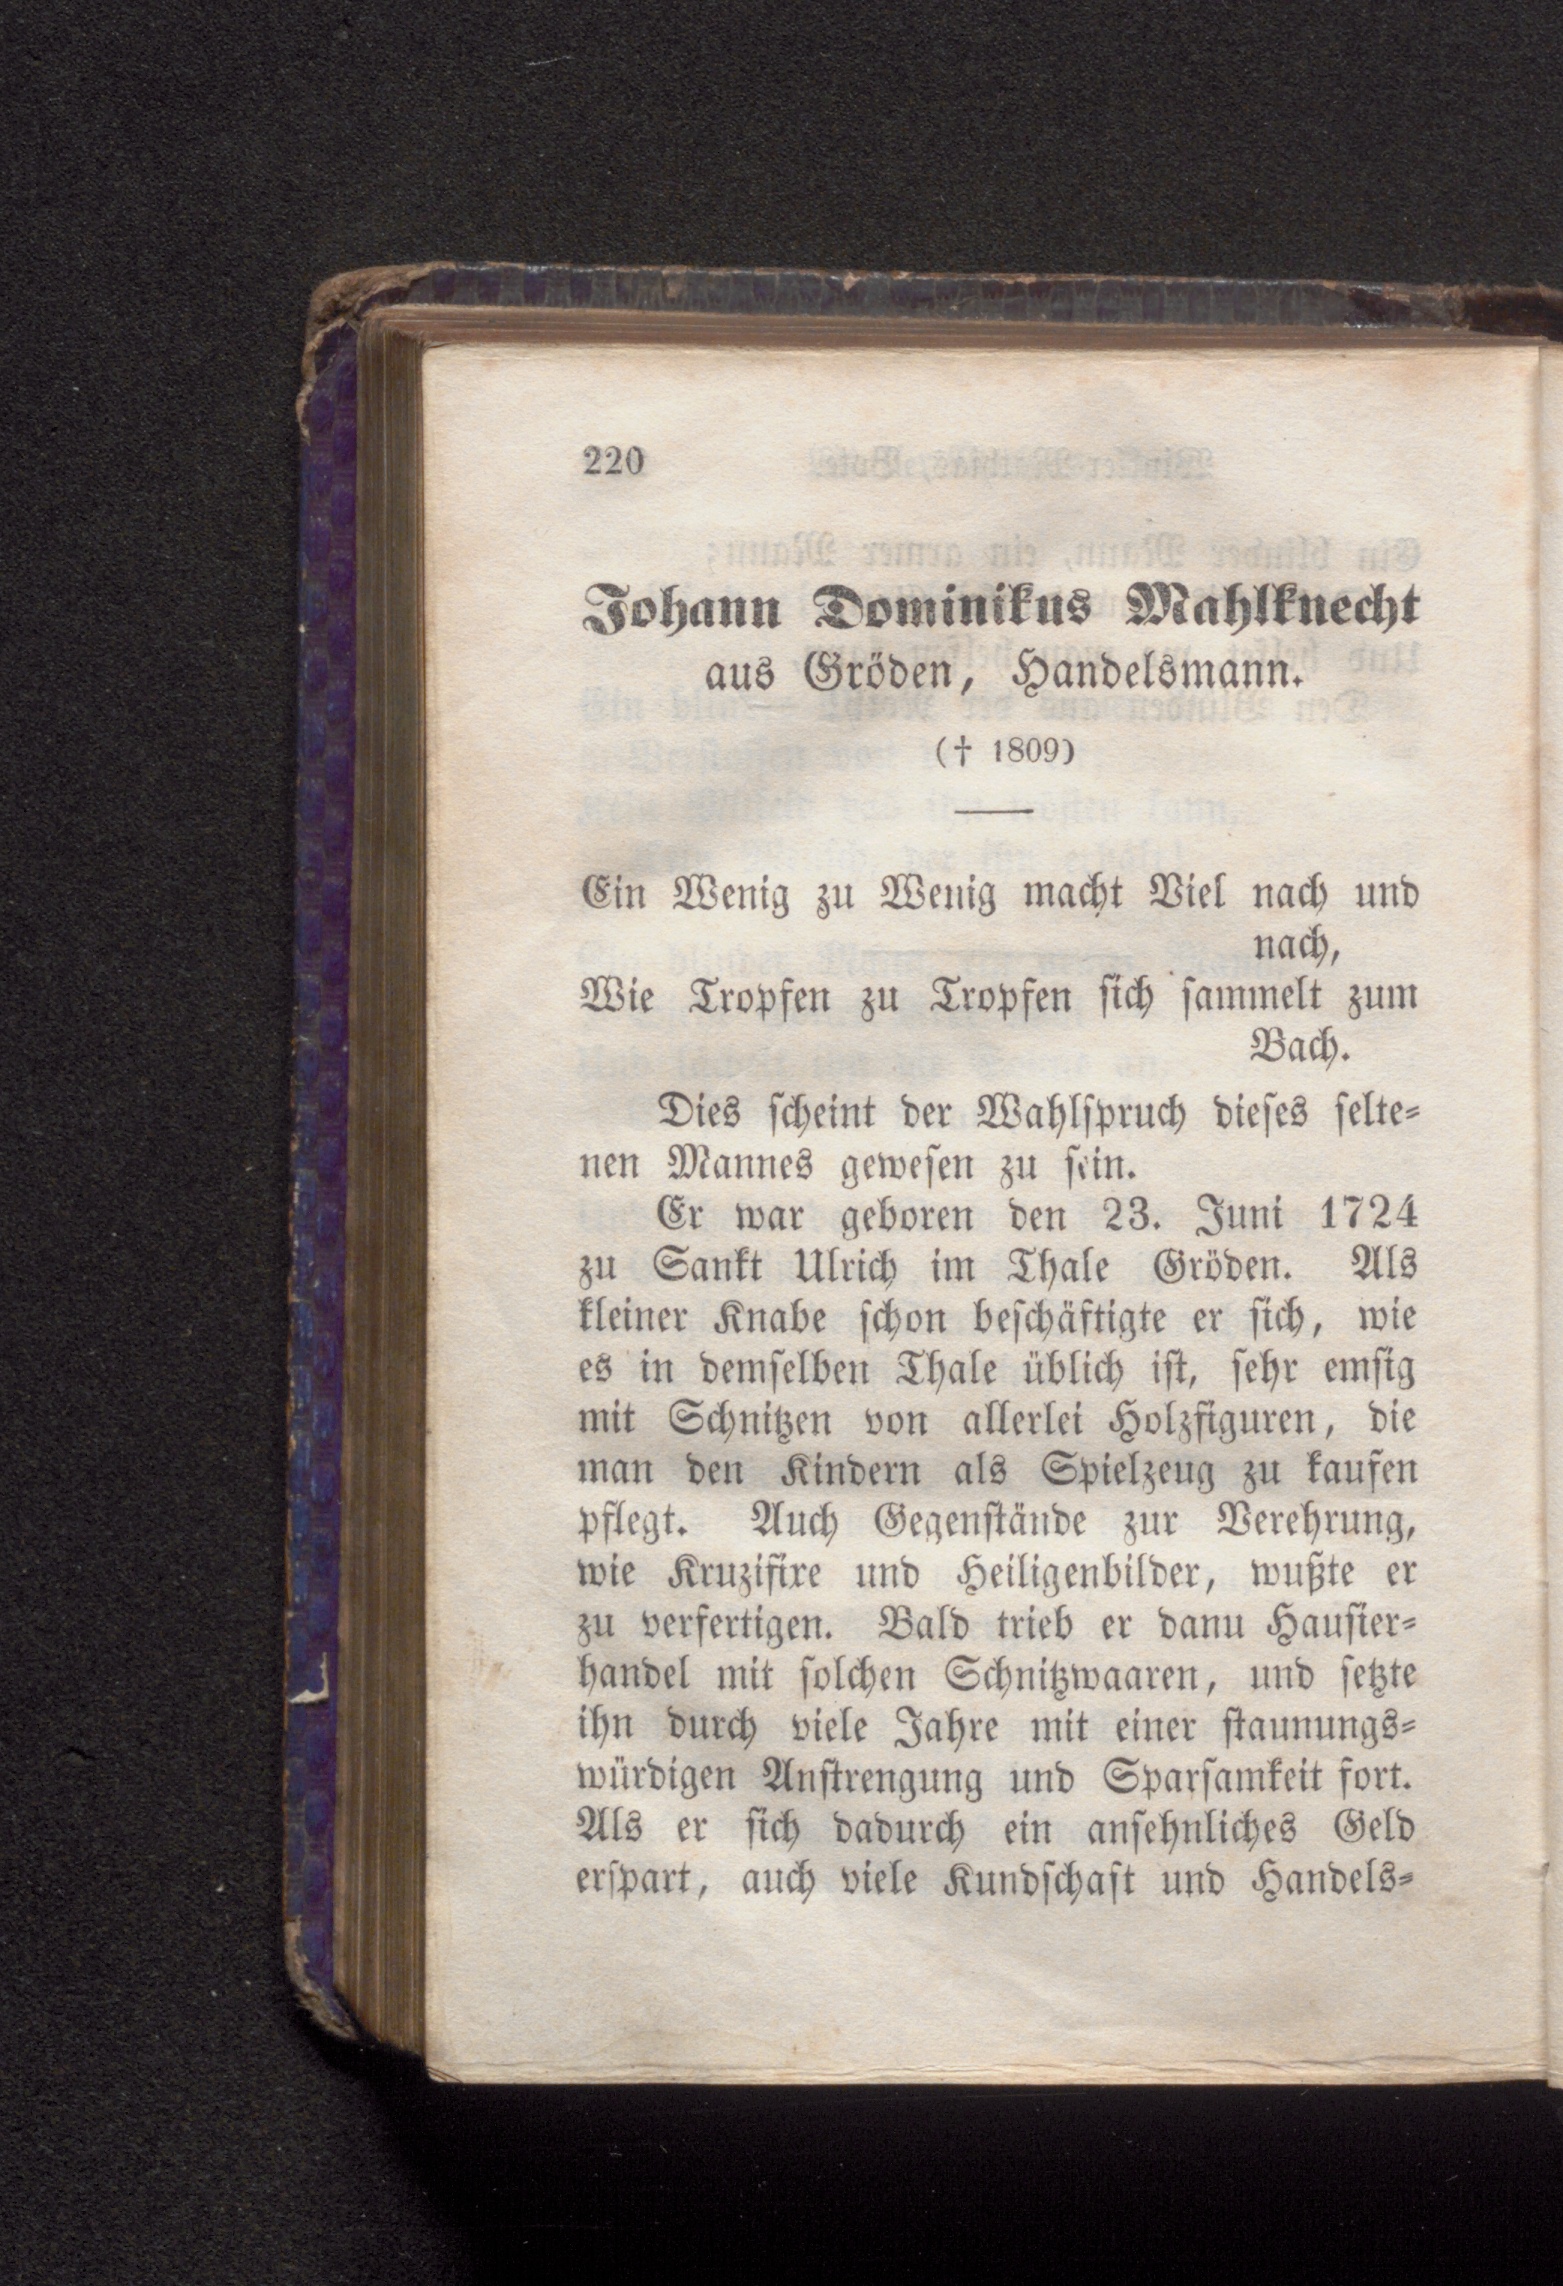 220
Johann Dominikus Mahlknecht
aus Gröden, Handelsmann.
(† 1809)
Ein Wenig zu Wenig macht Viel nach und
nach,
Wie Tropfen zu Tropfen ſich ſammelt zum
Bach.
Dies ſcheint der Wahlſpruch dieſes ſelte=
nen Mannes geweſen zu ſein.
Er war geboren den 23. Juni 1724
zu Sankt Ulrich im Thale Gröden. Als
kleiner Knabe ſchon beſchäftigte er ſich, wie
es in demſelben Thale üblich iſt, ſehr emſig
mit Schnitzen von allerlei Holzfiguren, die
man den Kindern als Spielzeug zu kaufen
pflegt. Auch Gegenſtände zur Verehrung,
wie Kruzifixe und Heiligenbilder, wußte er
zu verfertigen. Bald trieb er danu Hauſier=
handel mit ſolchen Schnitzwaaren, und ſetzte
ihn durch viele Jahre mit einer ſtaunungs=
würdigen Anſtrengung und Sparſamkeit fort.
Als er ſich dadurch ein anſehnliches Geld
erſpart, auch viele Kundſchaft und Handels=